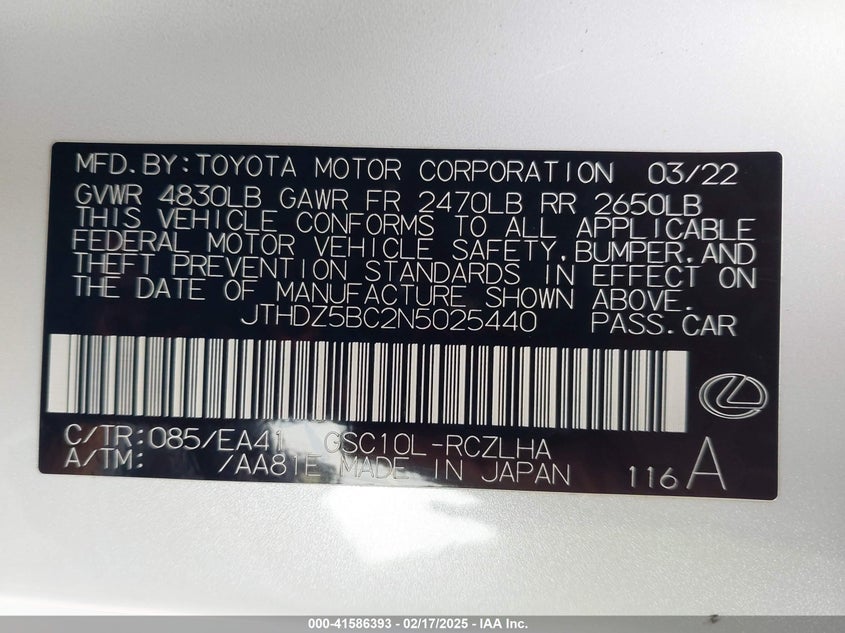 MFD.BY:TOYOTA MOTOR CORPORATION 03/22
GVWR 4830LB GAWR FR 2470LB RR 2650LB
THIS VEHICLE CONFORMS TO ALL APPLICABLE
FEDERAL MOTOR VEHICLE SAFETY,BUMPER,AND
THEFT PREVENTION STANDARDS IN EFFECT ON
THE DATE OF MANUFACTURE SHOWN ABOVE.
JTHDZ5BC2N5025440 PASS.CAR
C/TR:085/EA41 GSC10L-RCZLHA
A/TM: /AA81E MADE IN JAPAN 116 A
000-41586393 - 02/17/2025 - IAA Inc.